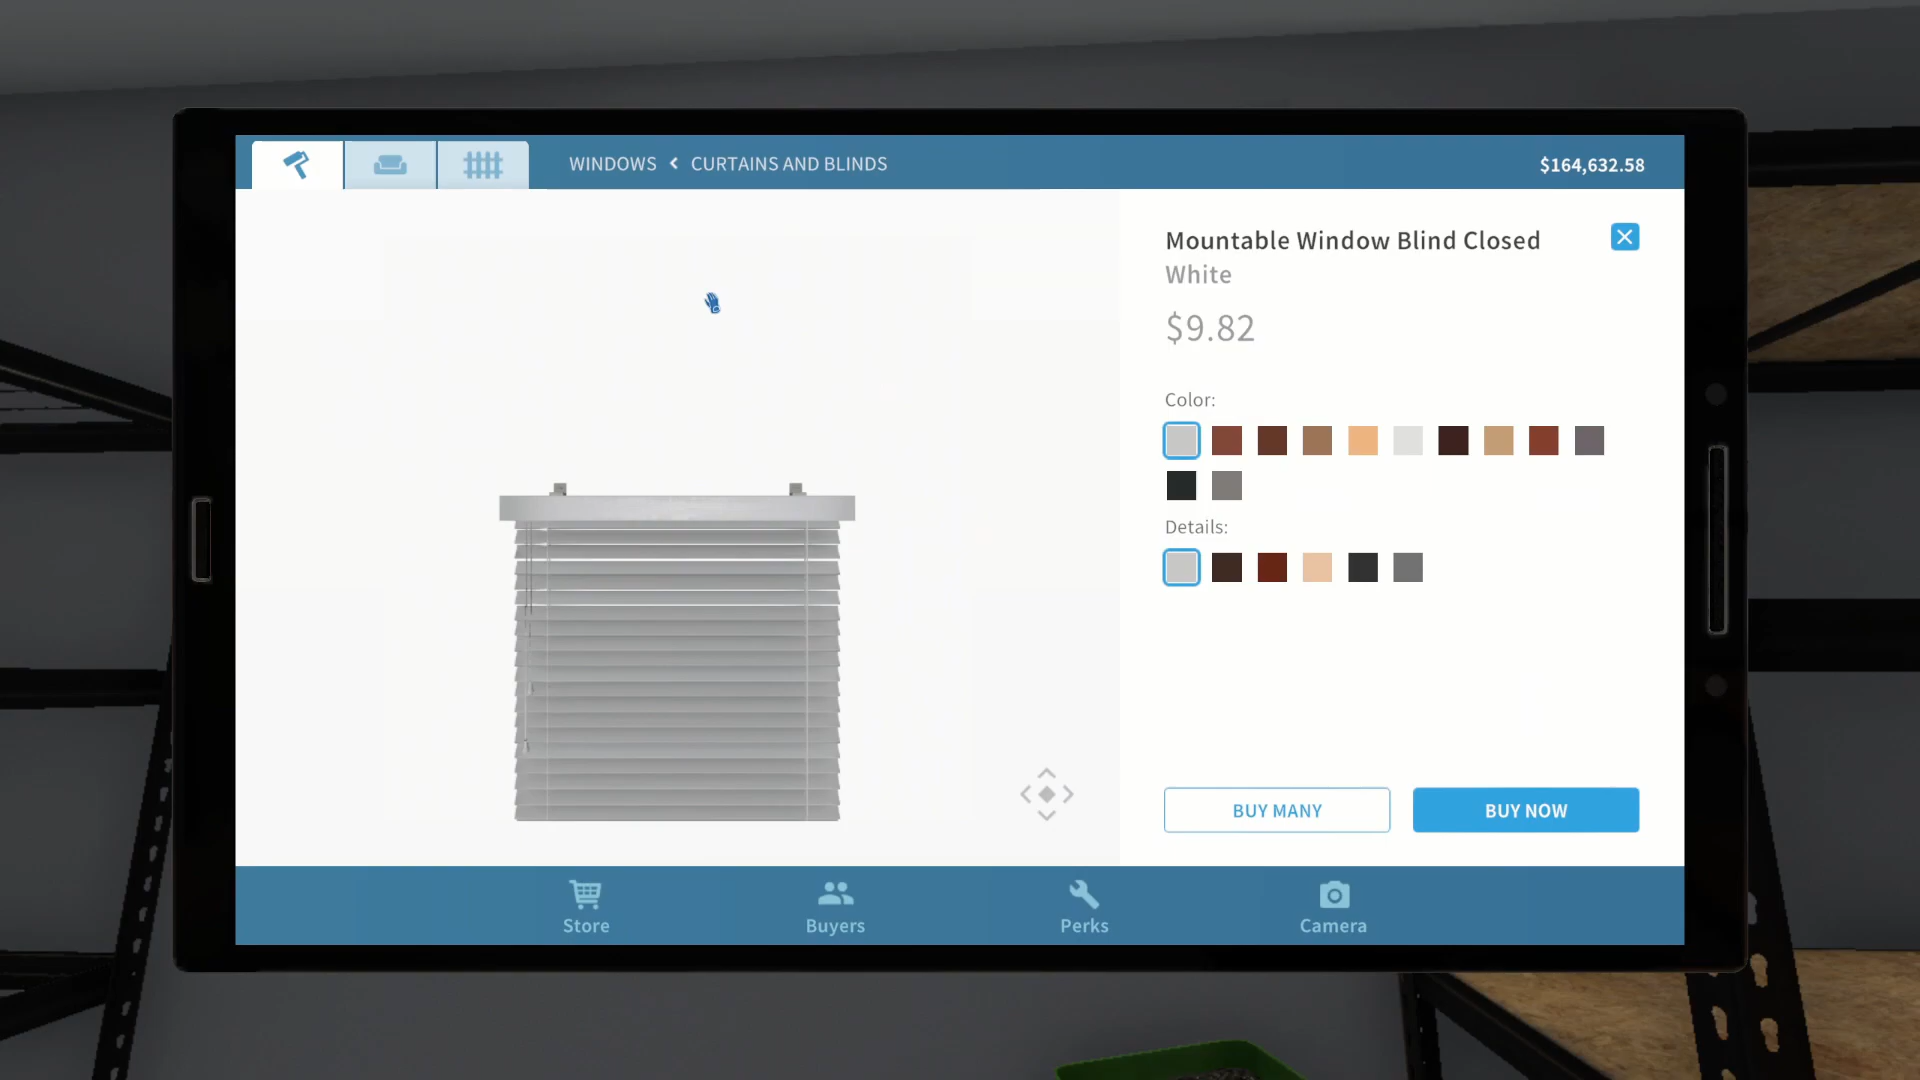 WINDOWS < CURTAINS AND BLINDS
$164,632.58
Mountable Window Blind Closed
White
$9.82
Color:
Details:
BUY MANY
BUY NOW
Store
Buyers
Perks
Camera